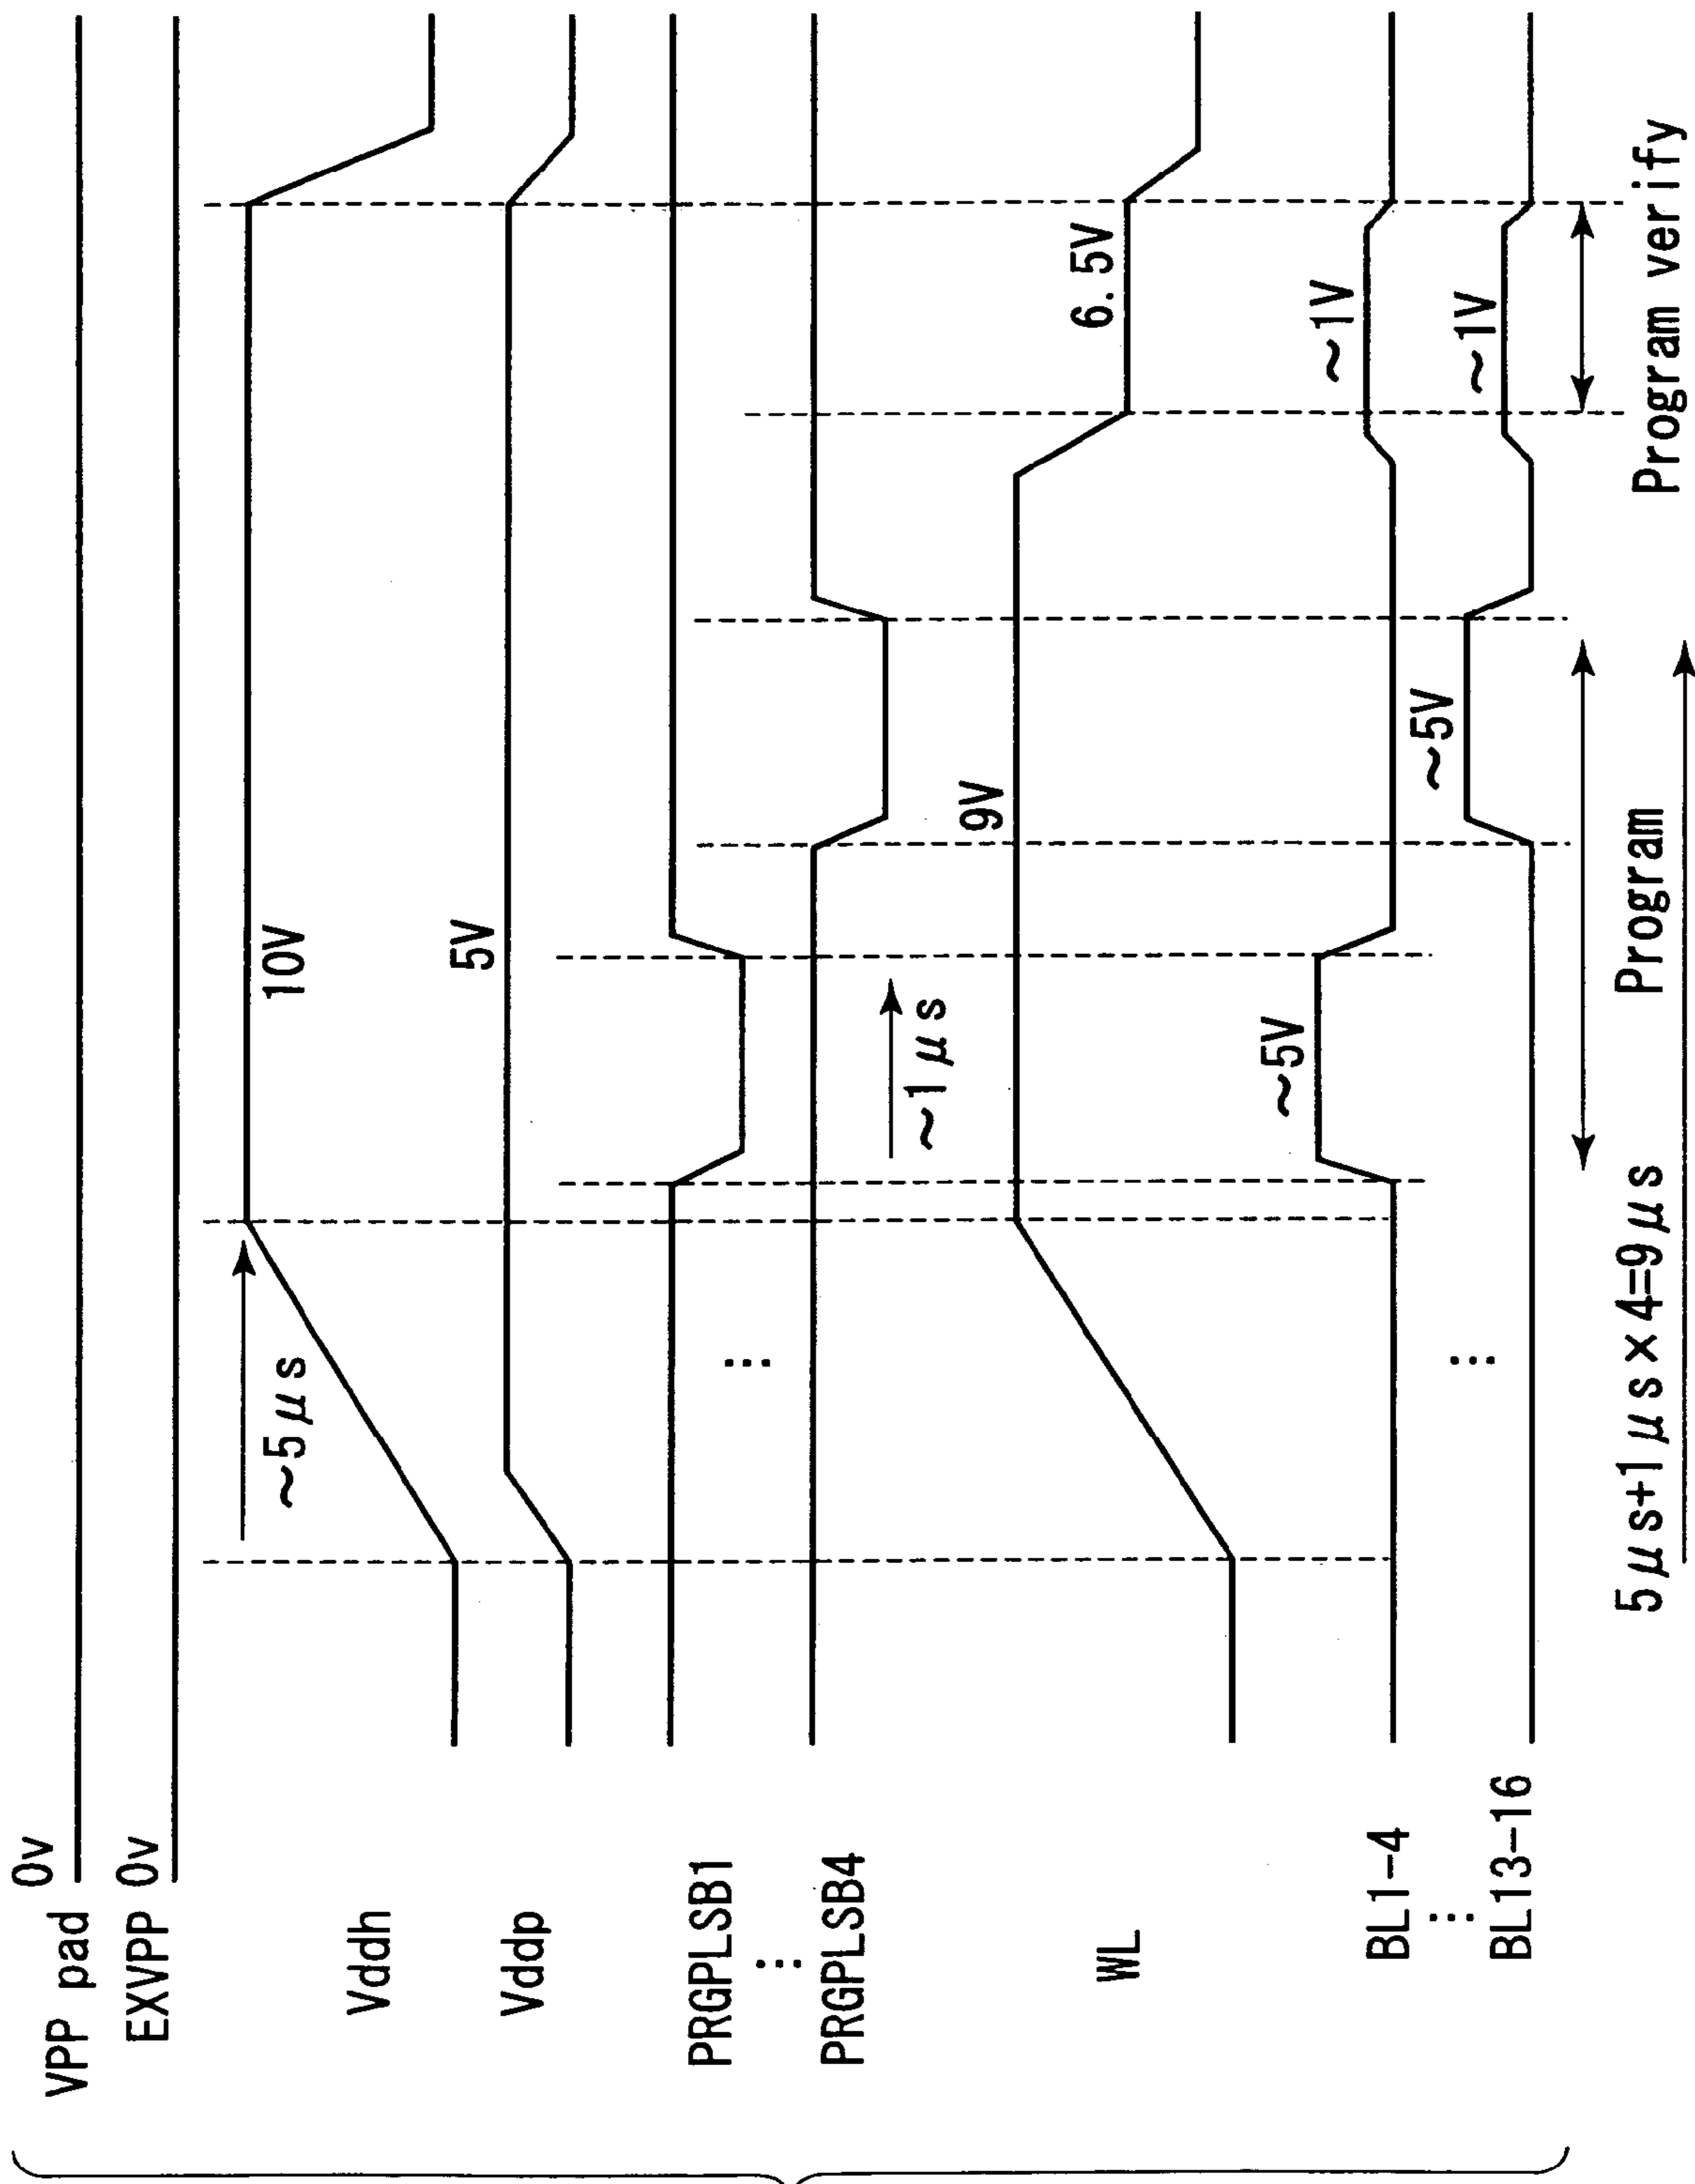 VPP pad 0v
EXVPP 0v
Vddh
~5μs
10V
Vddp
5V
PRGPLSB1
⋮
⋮
PRGPLSB4
~1μs
WL
9V
6.5V
BL1-4
~5V
~1V
⋮
⋮
BL13-16
~5V
~1V
Program
Program verify
5μs+1μs×4=9μs